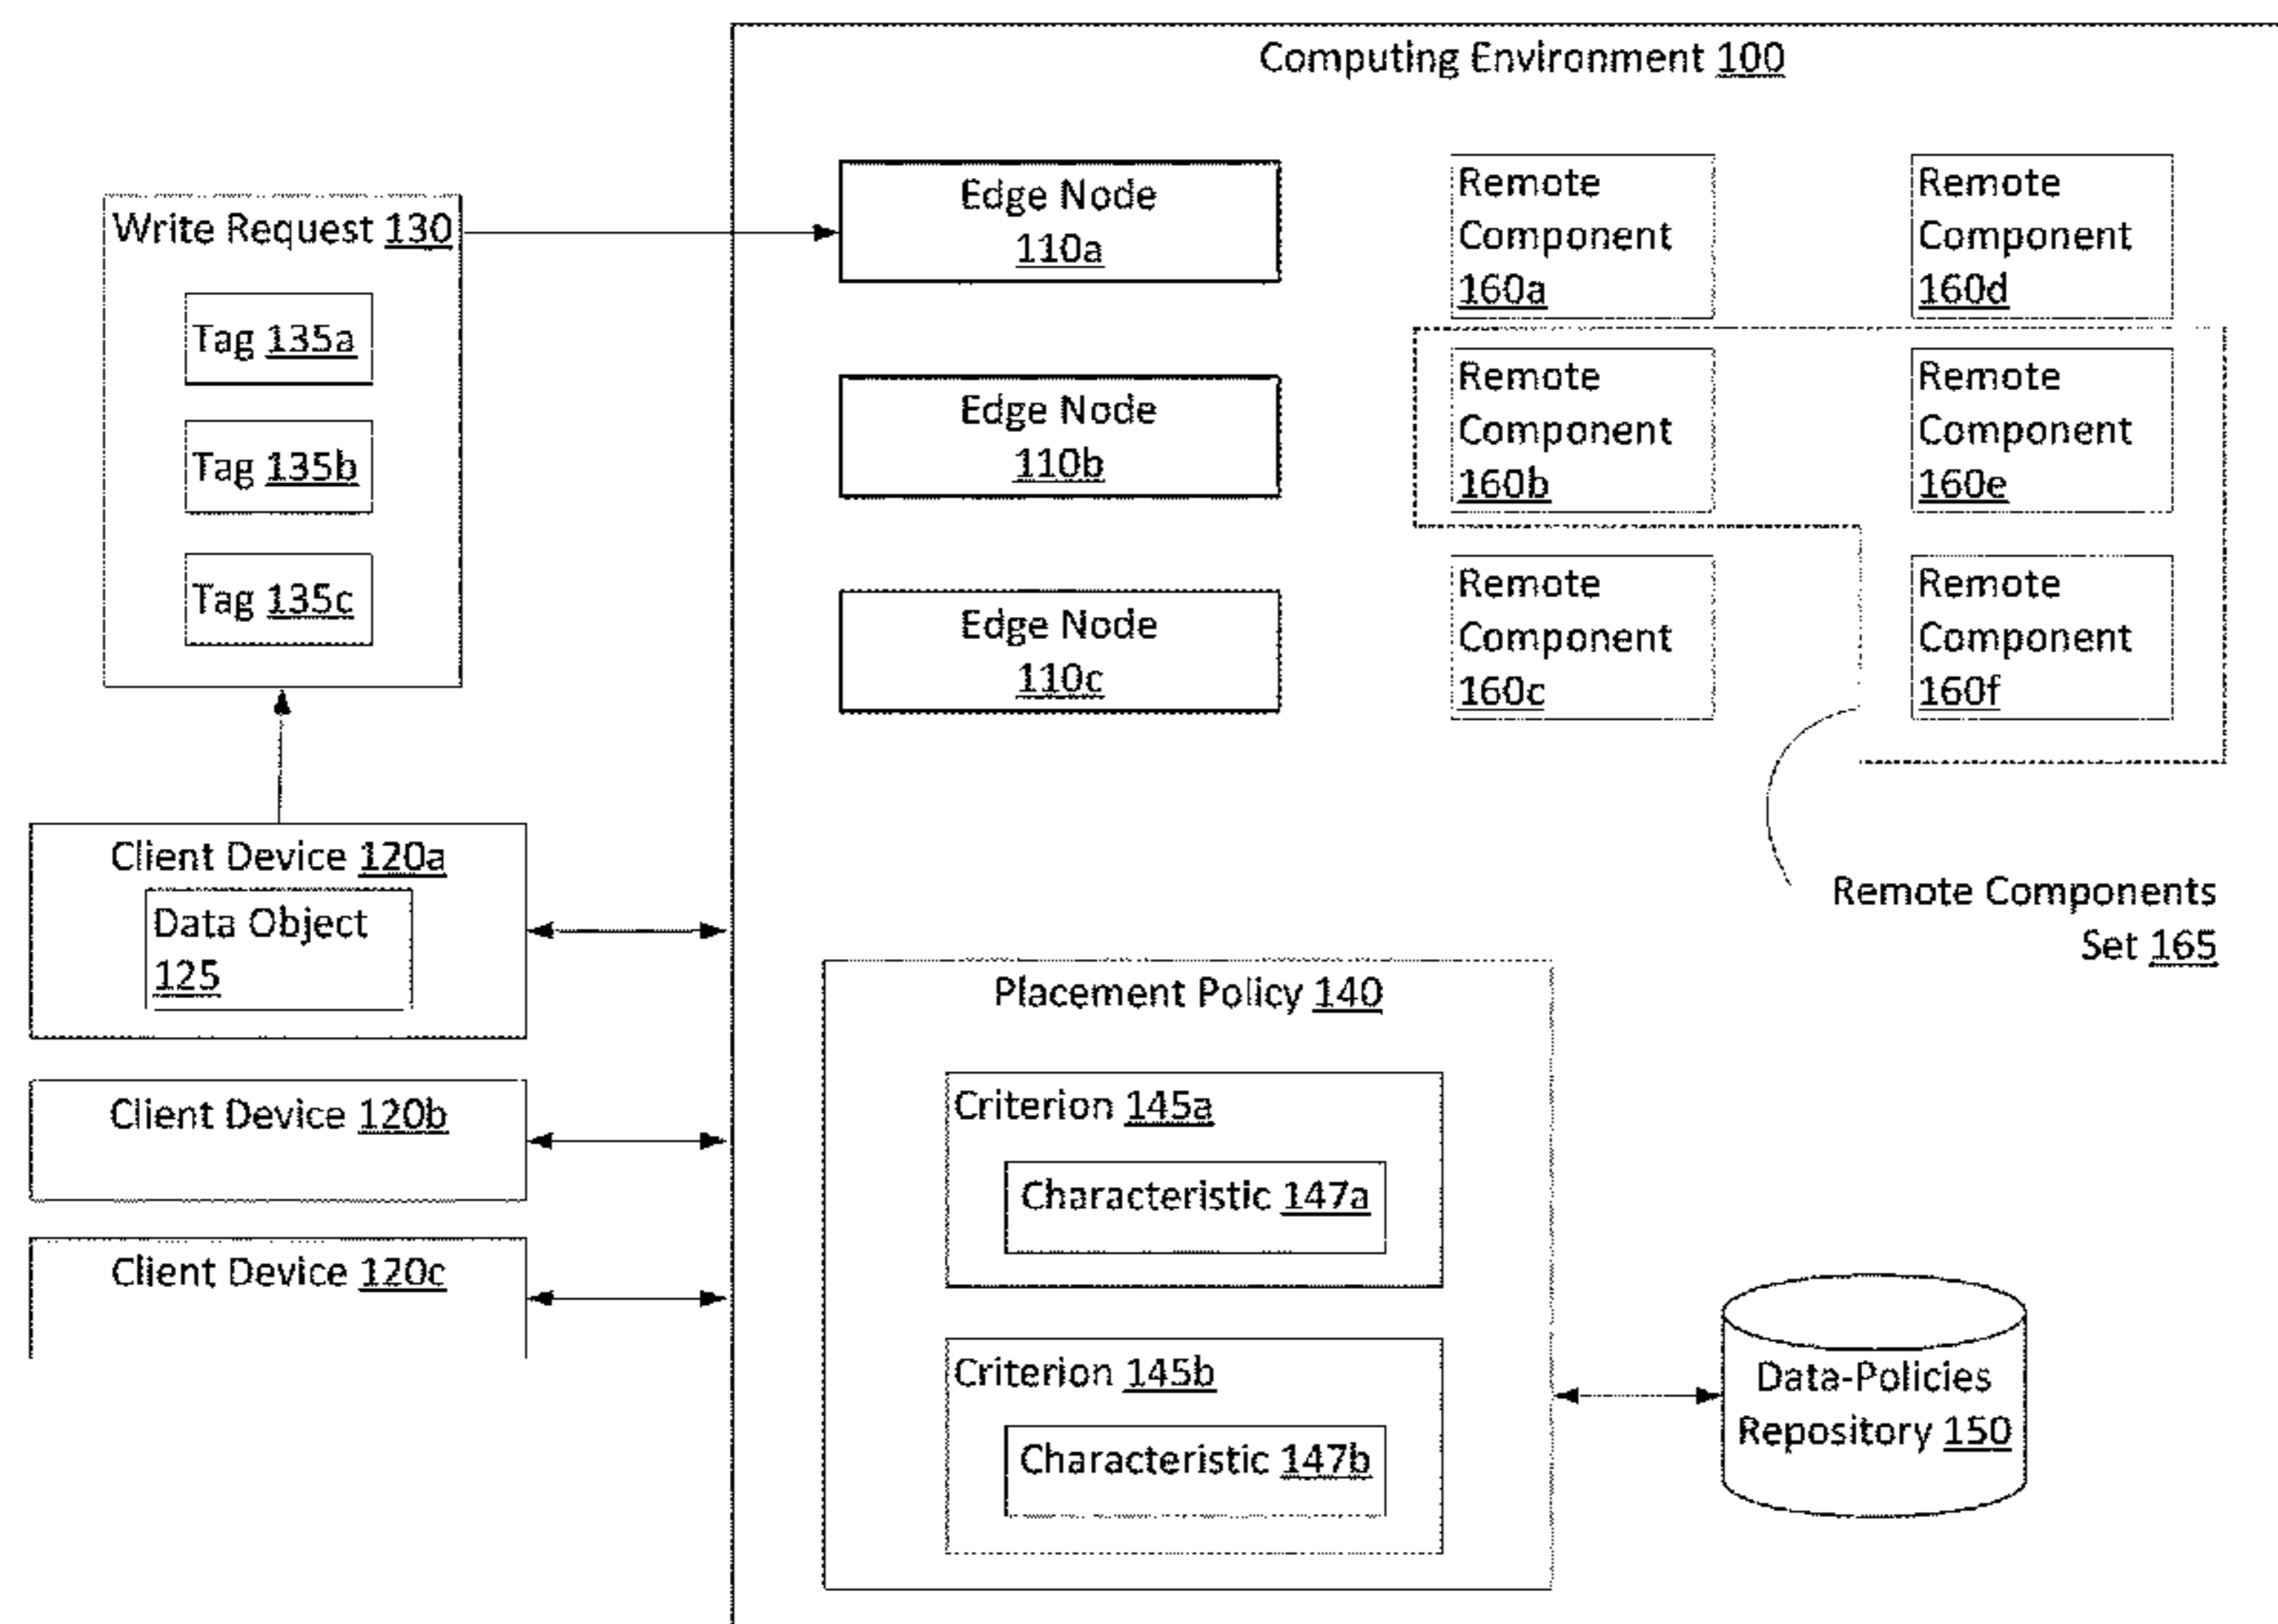 Computing Environment 100
Write Request 130
Tag 135a
Tag 135b
Tag 135c
Edge Node
110a
Edge Node
110b
Edge Node
110c
Remote
Component
160a
Remote
Component
160d
Remote
Component
160b
Remote
Component
160e
Remote
Component
160c
Remote
Component
160f
Remote Components
Set 165
Client Device 120a
Data Object
125
Client Device 120b
Client Device 120c
Placement Policy 140
Criterion 145a
Characteristic 147a
Criterion 145b
Characteristic 147b
Data-Policies
Repository 150